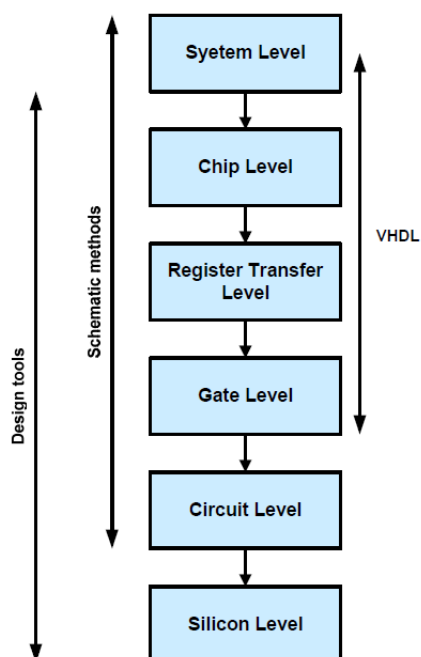 Syetem Level
Chip Level
Register Transfer
Level
Gate Level
Circuit Level
Silicon Level
Design tools
Schematic methods
VHDL